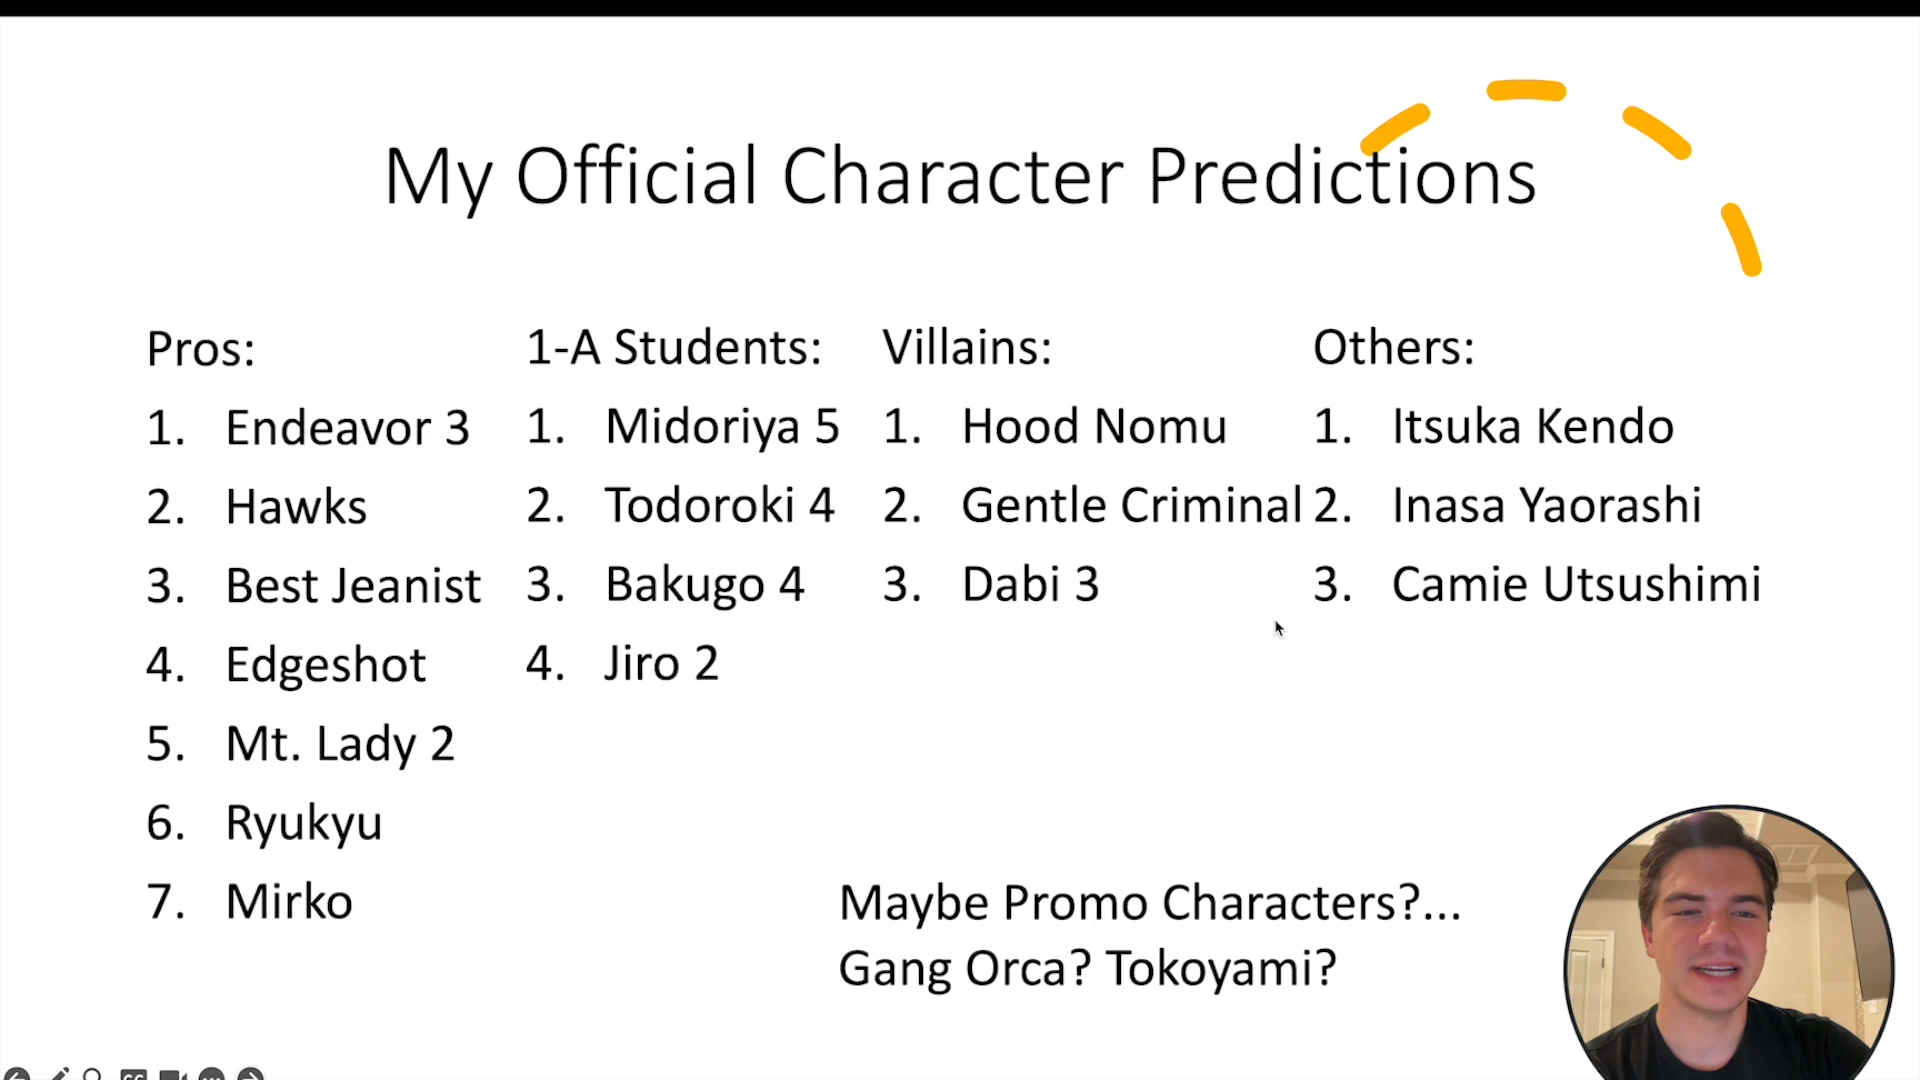 My Official Character Predictions
Pros:
1. Endeavor 3
2. Hawks
3. Best Jeanist
4. Edgeshot
5. Mt. Lady 2
6. Ryukyu
7. Mirko
1-A Students:
1. Midoriya 5
2. Todoroki 4
3. Bakugo 4
4. Jiro 2
Villains:
1. Hood Nomu
2. Gentle Criminal
3. Dabi 3
Others:
1. Itsuka Kendo
2. Inasa Yaorashi
3. Camie Utsushimi
Maybe Promo Characters?...
Gang Orca? Tokoyami?